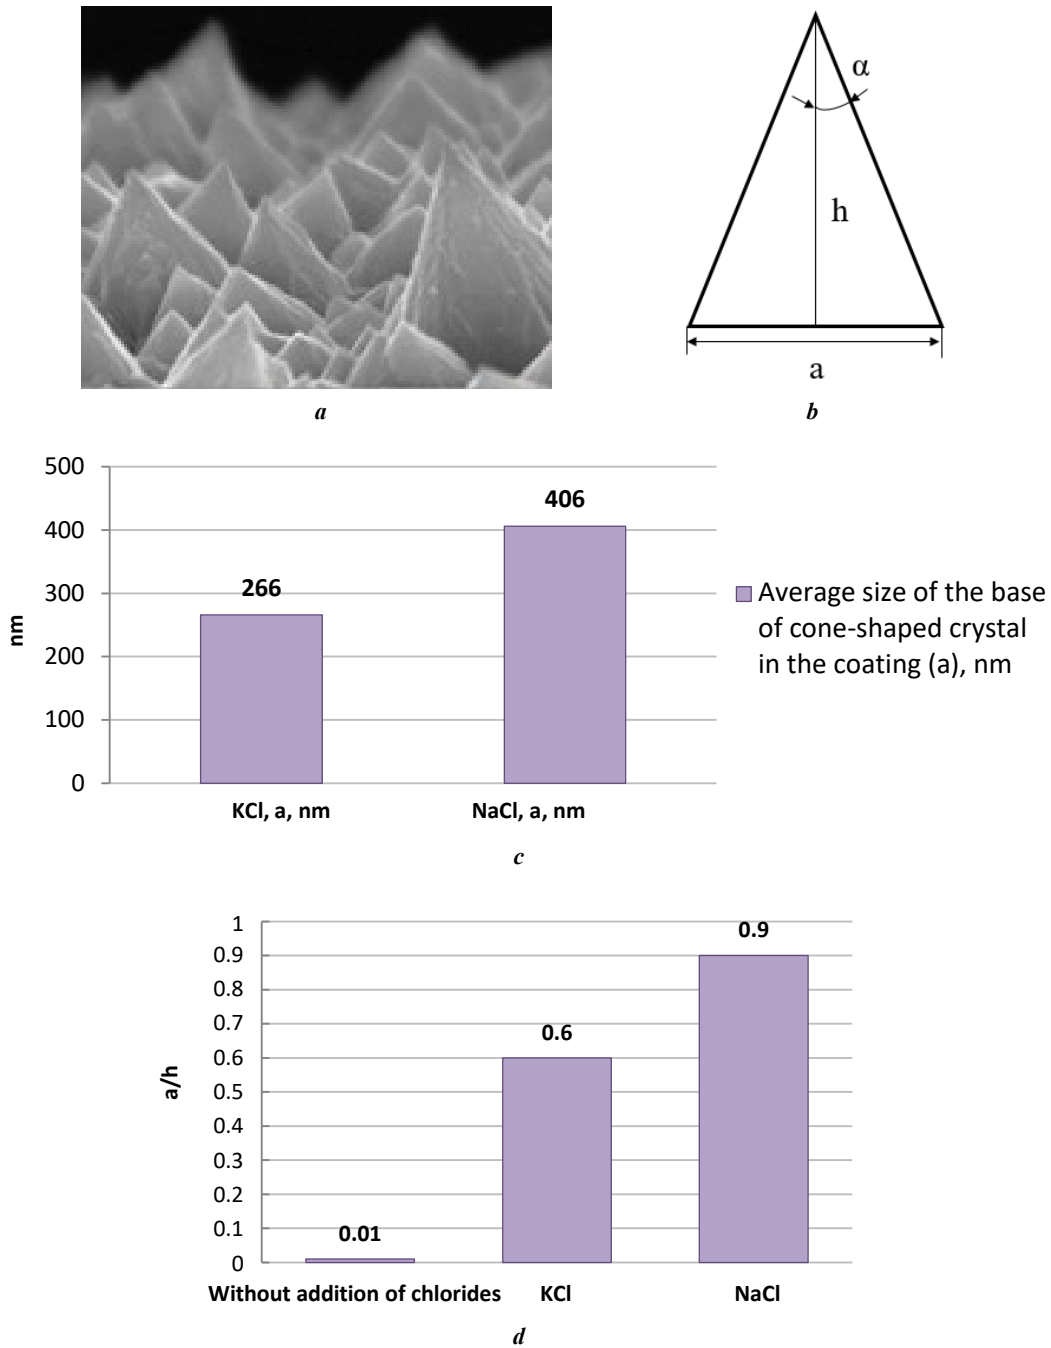 α
h
a
a
b
500
400
300
200
100
0
nm
266
406
KCl, a, nm
NaCl, a, nm
Average size of the base
of cone-shaped crystal
in the coating (a), nm
c
1
0.9
0.8
0.7
0.6
0.5
0.4
0.3
0.2
0.1
0
a/h
0.01
0.6
0.9
Without addition of chlorides
KCl
NaCl
d